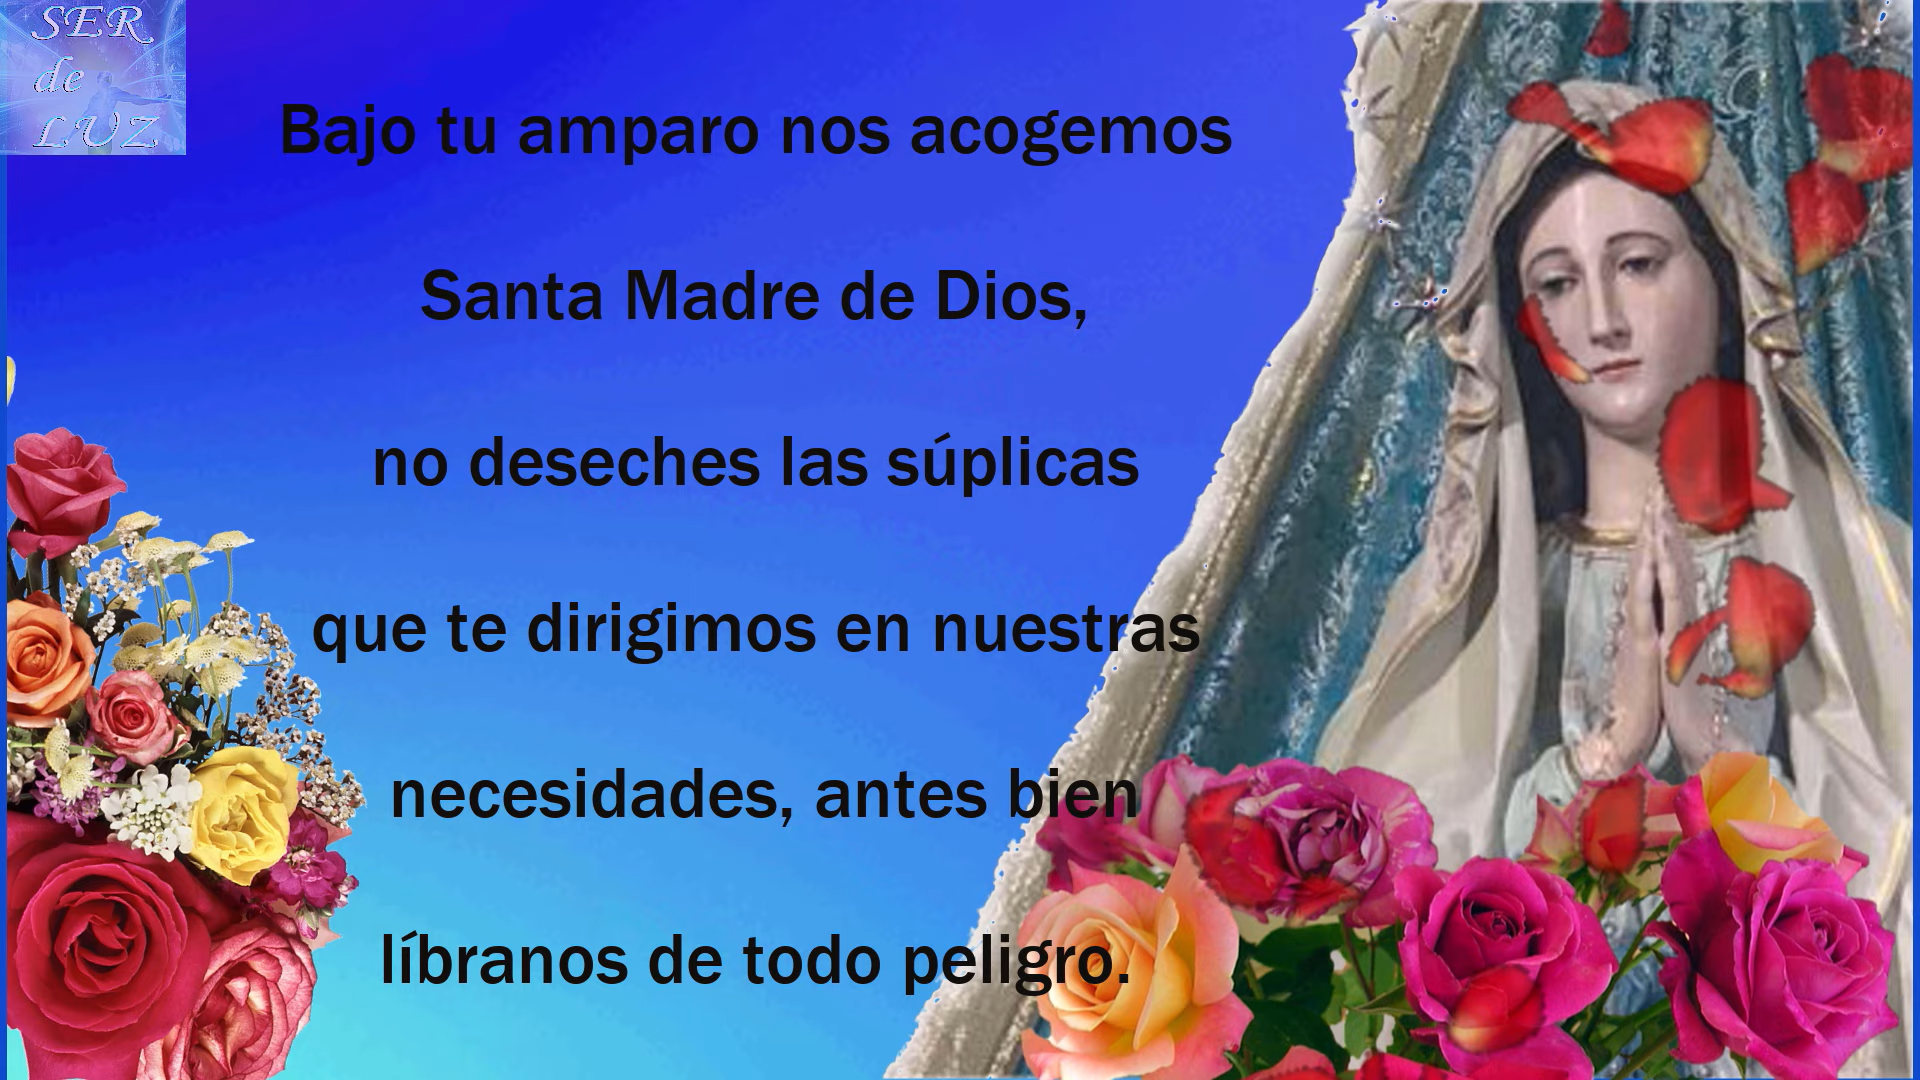 SER
de
LUZ
Bajo tu amparo nos acogemos
Santa Madre de Dios,
no deseches las súplicas
que te dirigimos en nuestras
necesidades, antes bien
líbranos de todo peligro.